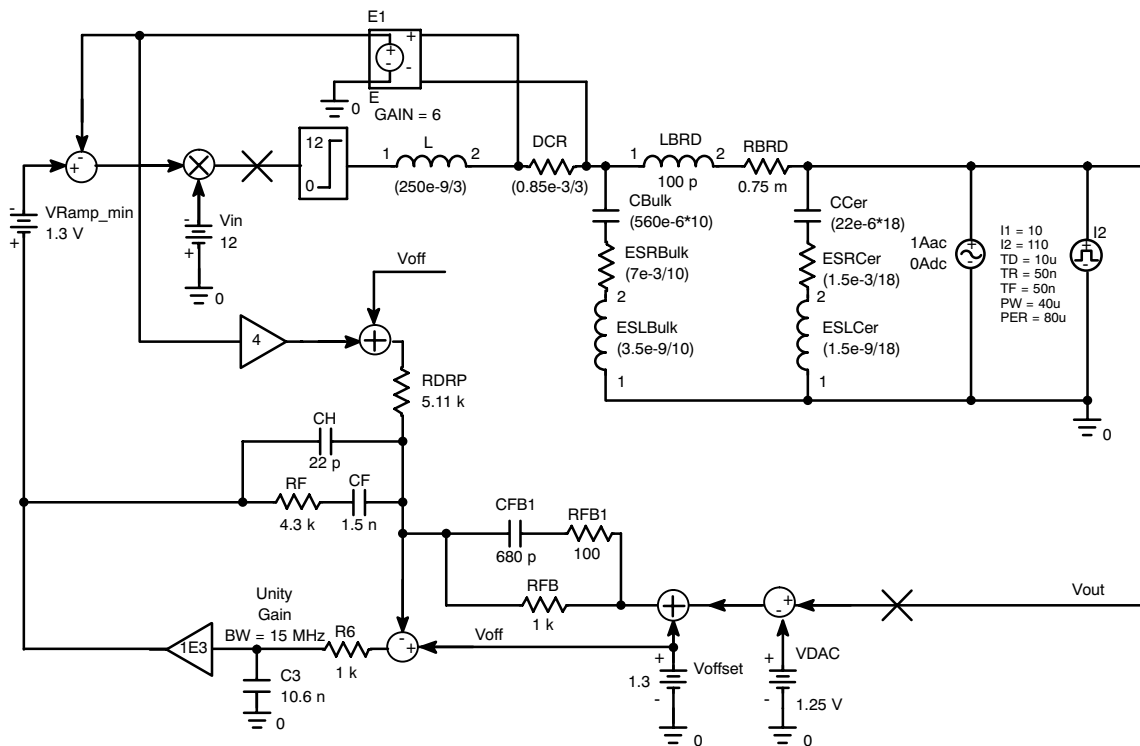 E1
+
+
-
-
E
0
GAIN = 6
-
+
12
0
1
L
2
(250e-9/3)
DCR
(0.85e-3/3)
1
LBRD
2
100 p
RBRD
0.75 m
-
+
VRamp_min
1.3 V
-
+
Vin
12
0
CBulk
(560e-6*10)
ESRBulk
(7e-3/10)
2
ESLBulk
(3.5e-9/10)
1
CCer
(22e-6*18)
ESRCer
(1.5e-3/18)
2
ESLCer
(1.5e-9/18)
1
1Aac
0Adc
+
-
I1 = 10
I2 = 110
TD = 10u
TR = 50n
TF = 50n
PW = 40u
PER = 80u
+
-
I2
0
Voff
4
RDRP
5.11 k
CH
22 p
RF
4.3 k
CF
1.5 n
CFB1
680 p
RFB1
100
RFB
1 k
Vout
+
-
Unity
Gain
BW = 15 MHz
1E3
R6
1 k
C3
10.6 n
0
-
+
Voff
+
1.3
-
Voffset
0
VDAC
+
-
1.25 V
0